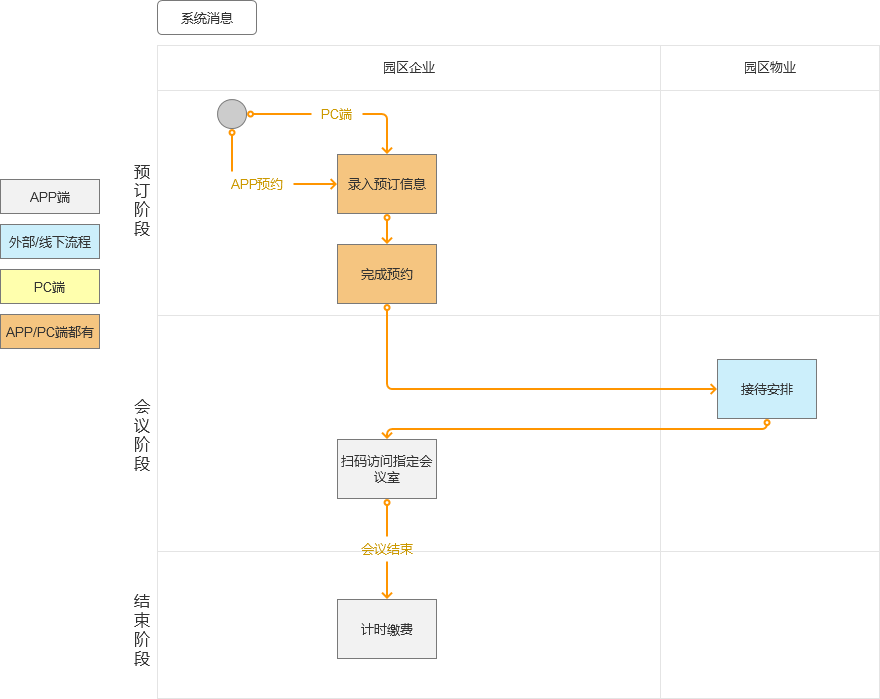 系统消息
园区企业
园区物业
预订阶段
PC端
APP预约
录入预订信息
完成预约
APP端
外部/线下流程
PC端
APP/PC端都有
会议阶段
接待安排
扫码访问指定会
议室
会议结束
结束阶段
计时缴费